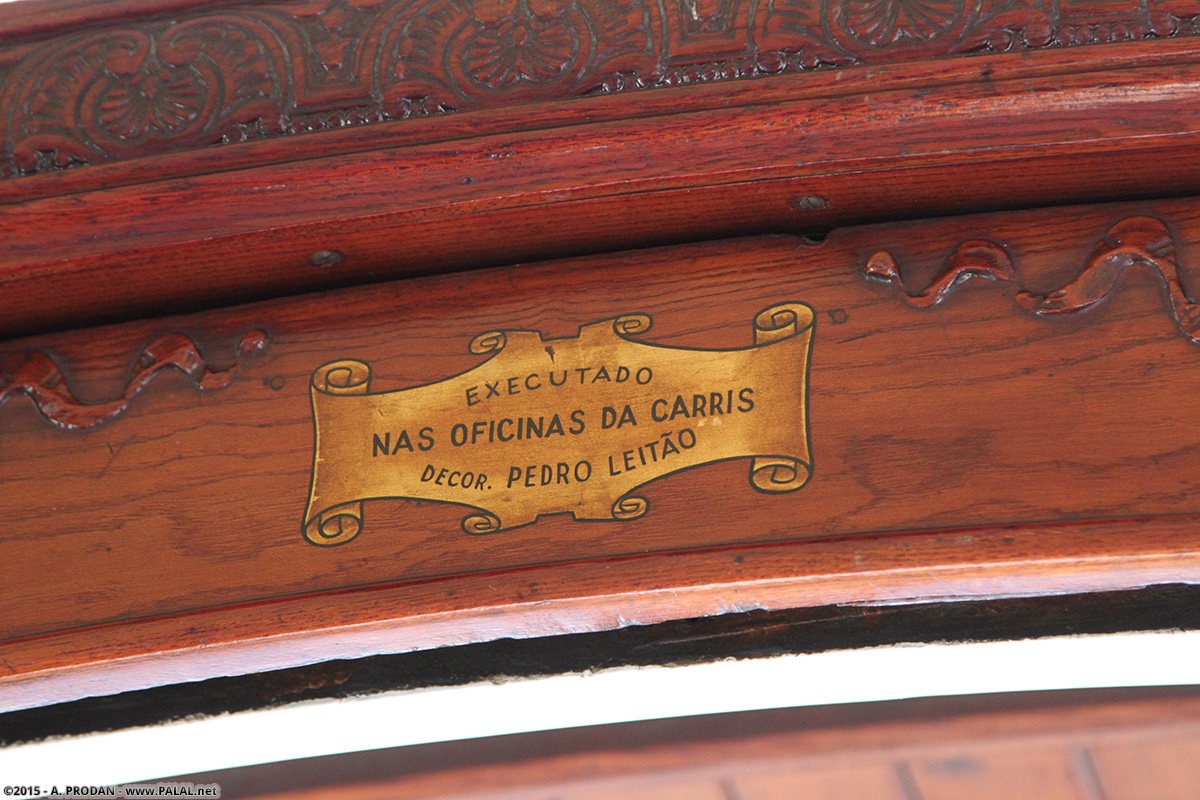 EXECUTADO
NAS OFICINAS DA CARRIS
DECOR. PEDRO LEITÃO
©2015 - A. PRODAN - www.PALAL.net